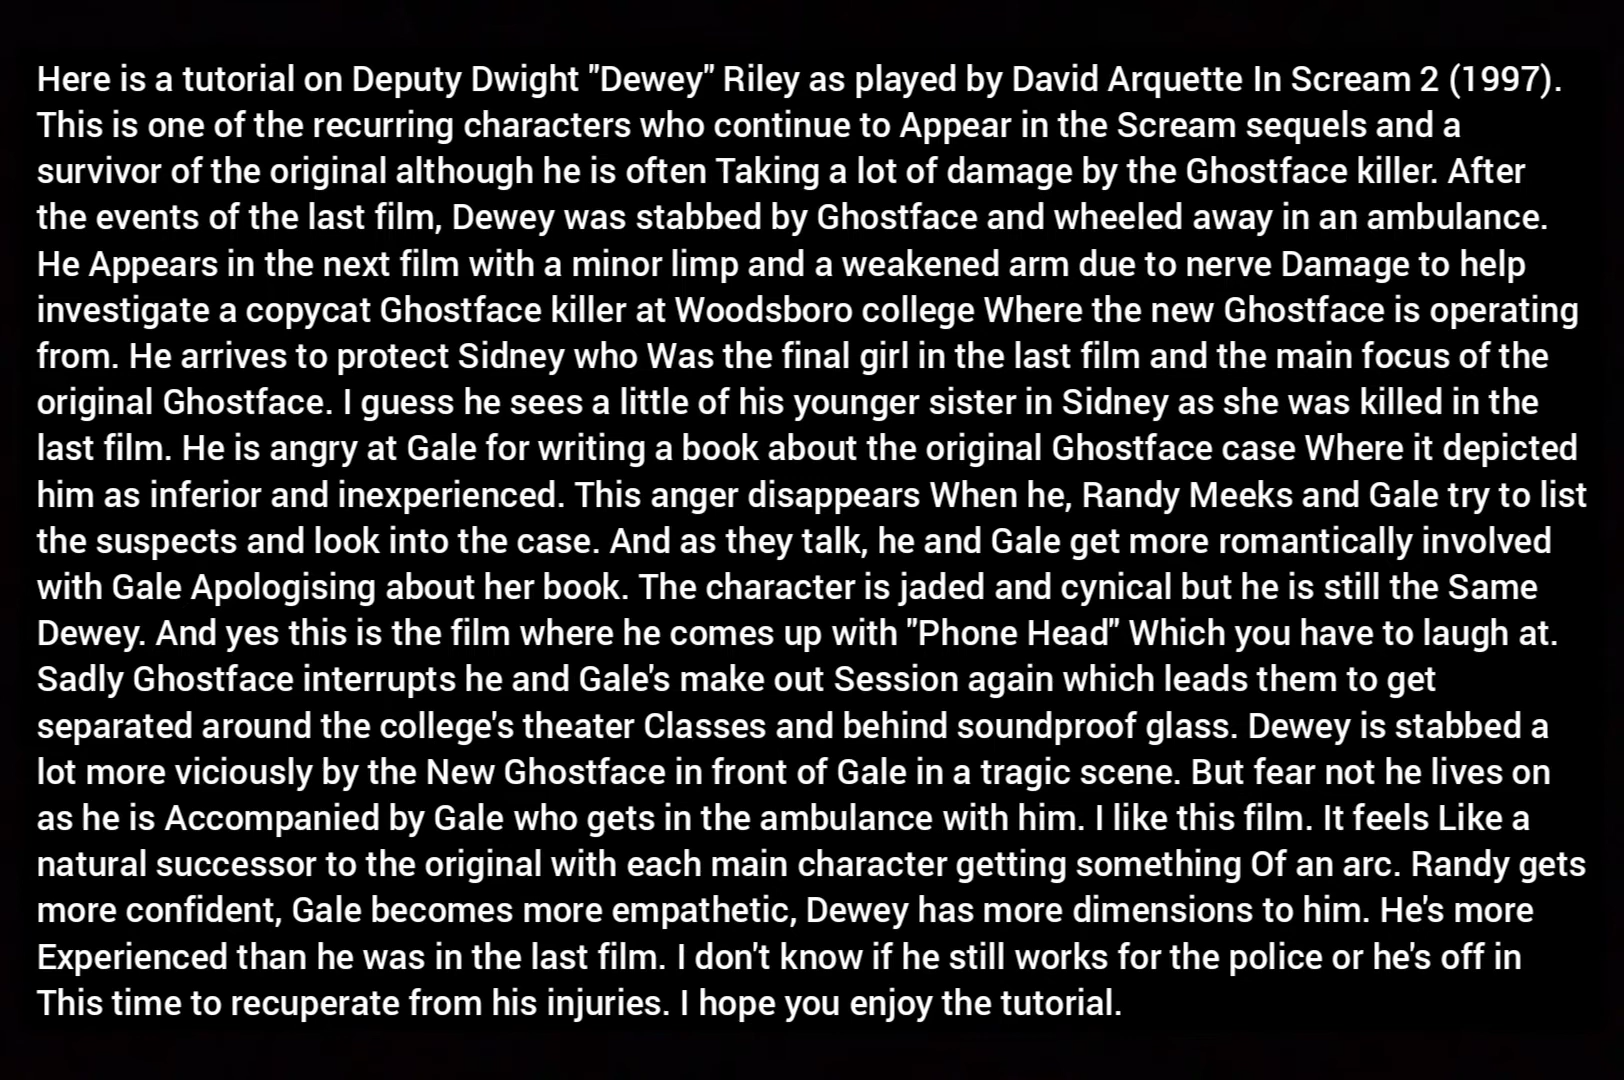 Here is a tutorial on Deputy Dwight "Dewey" Riley as played by David Arquette In Scream 2 (1997).
This is one of the recurring characters who continue to Appear in the Scream sequels and a
survivor of the original although he is often Taking a lot of damage by the Ghostface killer. After
the events of the last film, Dewey was stabbed by Ghostface and wheeled away in an ambulance.
He Appears in the next film with a minor limp and a weakened arm due to nerve Damage to help
investigate a copycat Ghostface killer at Woodsboro college Where the new Ghostface is operating
from. He arrives to protect Sidney who Was the final girl in the last film and the main focus of the
original Ghostface. I guess he sees a little of his younger sister in Sidney as she was killed in the
last film. He is angry at Gale for writing a book about the original Ghostface case Where it depicted
him as inferior and inexperienced. This anger disappears When he, Randy Meeks and Gale try to list
the suspects and look into the case. And as they talk, he and Gale get more romantically involved
with Gale Apologising about her book. The character is jaded and cynical but he is still the Same
Dewey. And yes this is the film where he comes up with "Phone Head" Which you have to laugh at.
Sadly Ghostface interrupts he and Gale's make out Session again which leads them to get
separated around the college's theater Classes and behind soundproof glass. Dewey is stabbed a
lot more viciously by the New Ghostface in front of Gale in a tragic scene. But fear not he lives on
as he is Accompanied by Gale who gets in the ambulance with him. I like this film. It feels Like a
natural successor to the original with each main character getting something Of an arc. Randy gets
more confident, Gale becomes more empathetic, Dewey has more dimensions to him. He's more
Experienced than he was in the last film. I don't know if he still works for the police or he's off in
This time to recuperate from his injuries. I hope you enjoy the tutorial.